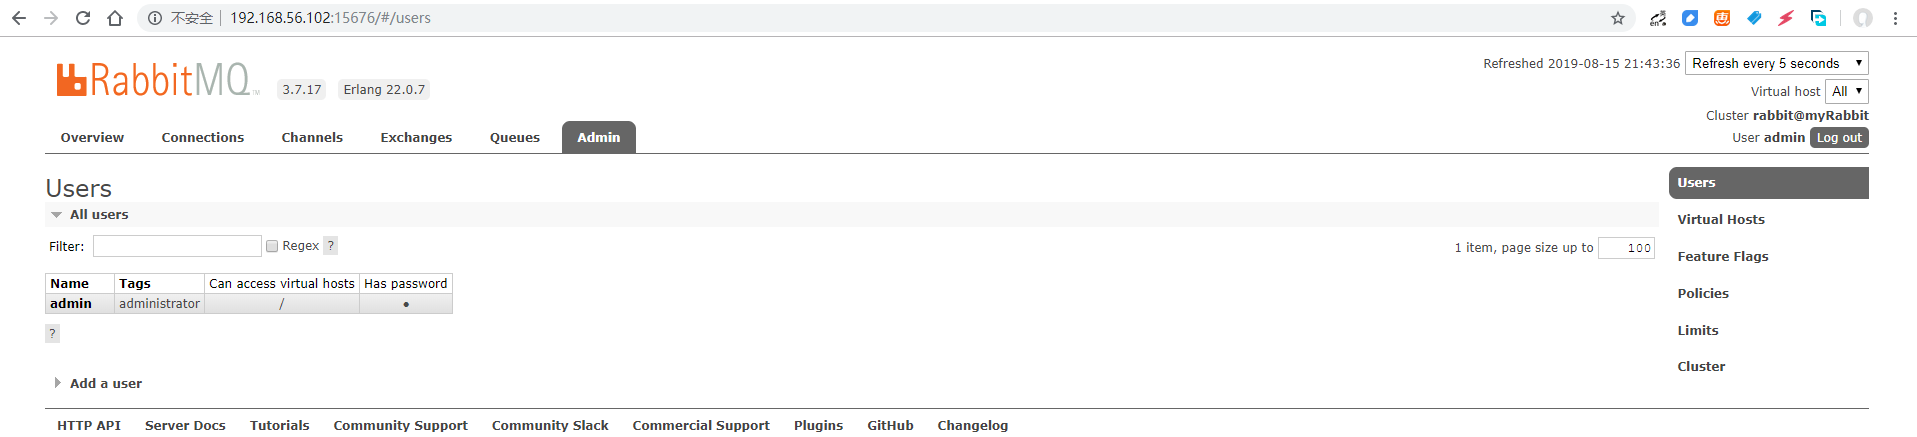 不安全 192.168.56.102:15676/#/users
RabbitMQ TM 3.7.17 Erlang 22.0.7
Refreshed 2019-08-15 21:43:36 Refresh every 5 seconds
Virtual host All
Cluster rabbit@myRabbit
User admin Log out
Overview Connections Channels Exchanges Queues Admin
Users
All users
Filter: Regex ?
1 item, page size up to 100
Name Tags Can access virtual hosts Has password
admin administrator / ●
?
Add a user
Users
Virtual Hosts
Feature Flags
Policies
Limits
Cluster
HTTP API Server Docs Tutorials Community Support Community Slack Commercial Support Plugins GitHub Changelog